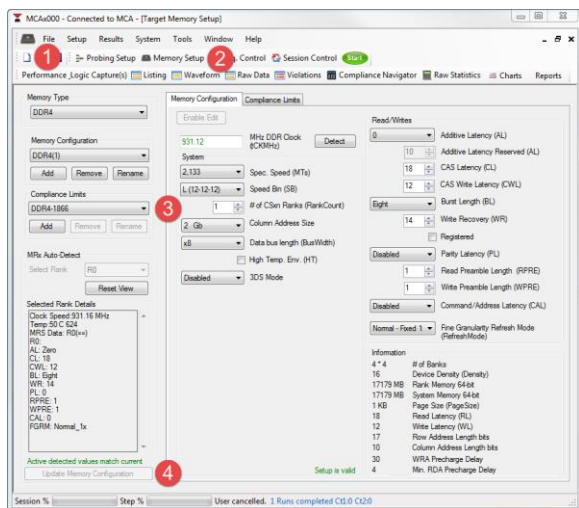 MCAx000 - Connected to MCA - [Target Memory Setup]
File Setup Results System Tools Window Help
1 Probing Setup Memory Setup 2 Control Session Control Start
Performance Logic Capture(s) Listing Waveform Raw Data Violations Compliance Navigator Raw Statistics Charts Reports
Memory Type
DDR4
Memory Configuration
DDR4(1)
Add Remove Rename
Compliance Limits
DDR4-1866
Add Remove Rename
MRx Auto-Detect
Select Rank R0
Reset View
Selected Rank Details
Clock Speed:931.16 MHz
Temp:50 C 624
MRS Data: R0(==)
R0:
AL: Zero
CL: 18
CWL: 12
BL: Eight
WR: 14
PL: 0
RPRE: 1
WPRE: 1
CAL: 0
FGRM: Normal_1x
Active detected values match current
Update Memory Configuration
4
Memory Configuration Compliance Limits
Enable Edit
931.12 MHz DDR Clock (tCKMHz) Detect
System
2,133 Spec. Speed (MTs)
L (12-12-12) Speed Bin (SB)
3 1 # of CSxn Ranks (RankCount)
2 Gb Column Address Size
x8 Data bus length (BusWidth)
High Temp. Env. (HT)
Disabled 3DS Mode
Setup is valid
Read/Writes
0 Additive Latency (AL)
10 Additive Latency Reserved (AL)
18 CAS Latency (CL)
12 CAS Write Latency (CWL)
Eight Burst Length (BL)
14 Write Recovery (WR)
Registered
Disabled Parity Latency (PL)
1 Read Preamble Length (RPRE)
1 Write Preamble Length (WPRE)
Disabled Command/Address Latency (CAL)
Normal - Fixed 1 Fine Granularity Refresh Mode
(RefreshMode)
Information
4 * 4 # of Banks
16 Device Density (Density)
17179 MB Rank Memory 64-bit
17179 MB System Memory 64-bit
1 KB Page Size (PageSize)
18 Read Latency (RL)
12 Write Latency (WL)
17 Row Address Length bits
10 Column Address Length bits
30 WRA Precharge Delay
4 Min. RDA Precharge Delay
Session % Step % User cancelled. 1 Runs completed Ct1:0 Ct2:0